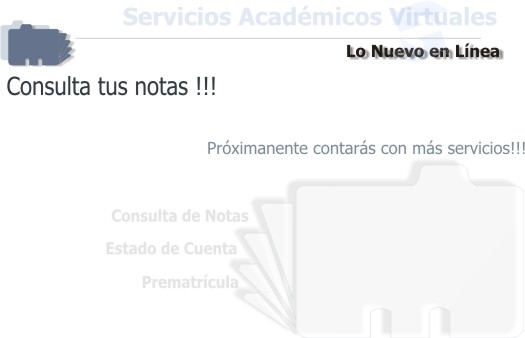 Servicios Académicos Virtuales
Lo Nuevo en Línea
Consulta tus notas !!!
Próximanente contarás con más servicios!!!
Consulta de Notas
Estado de Cuenta
Prematrícula